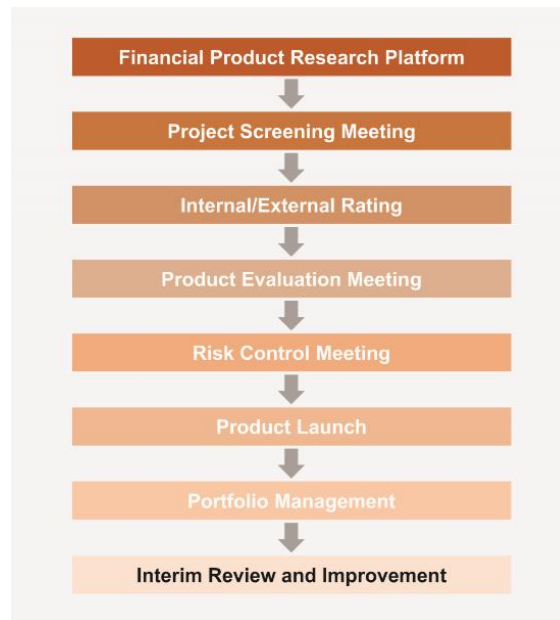 Financial Product Research Platform
Project Screening Meeting
Internal/External Rating
Product Evaluation Meeting
Risk Control Meeting
Product Launch
Portfolio Management
Interim Review and Improvement